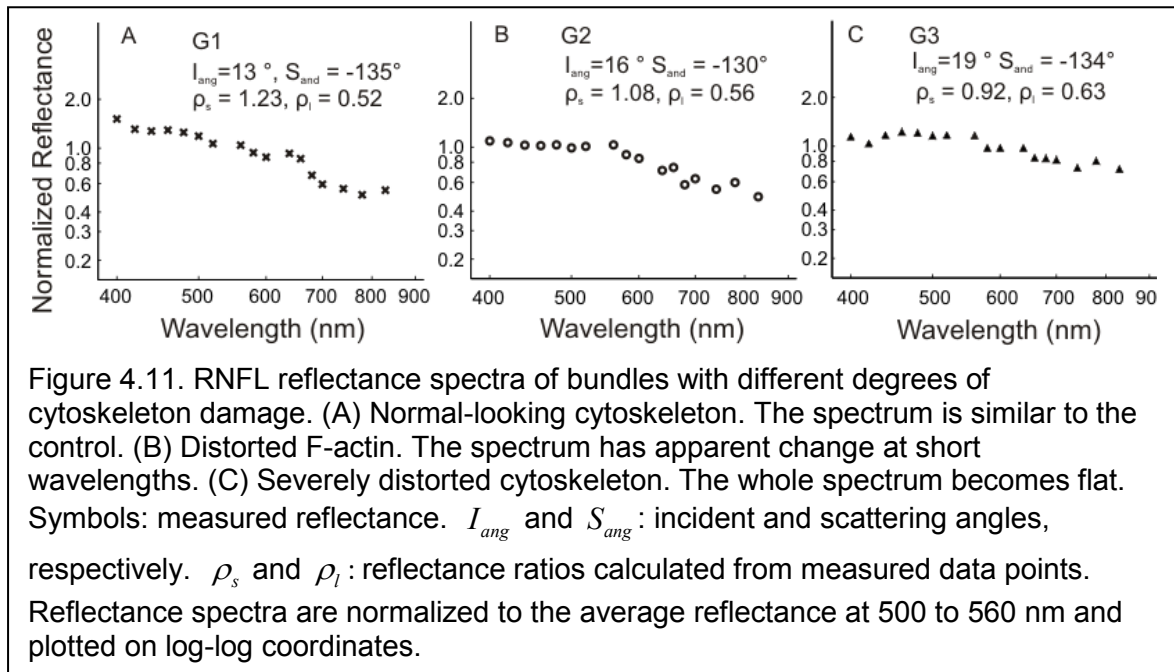 A
G1
I_ang=13 °, S_and = -135°
ρ_s = 1.23, ρ_l = 0.52
B
G2
I_ang=16 ° S_and = -130°
ρ_s = 1.08, ρ_l = 0.56
C
G3
I_ang=19 ° S_and = -134°
ρ_s = 0.92, ρ_l = 0.63
Normalized Reflectance
2.0
1.0
0.8
0.6
0.4
0.3
0.2
2.0
1.0
0.8
0.6
0.4
0.3
0.2
2.0
1.0
0.8
0.6
0.4
0.3
0.2
400 500 600 700 800 900
400 500 600 700 800 900
400 500 600 700 800 90
Wavelength (nm)
Wavelength (nm)
Wavelength (nm)
Figure 4.11. RNFL reflectance spectra of bundles with different degrees of
cytoskeleton damage. (A) Normal-looking cytoskeleton. The spectrum is similar to the
control. (B) Distorted F-actin. The spectrum has apparent change at short
wavelengths. (C) Severely distorted cytoskeleton. The whole spectrum becomes flat.
Symbols: measured reflectance. I_ang and S_ang : incident and scattering angles,
respectively. ρ_s and ρ_l : reflectance ratios calculated from measured data points.
Reflectance spectra are normalized to the average reflectance at 500 to 560 nm and
plotted on log-log coordinates.